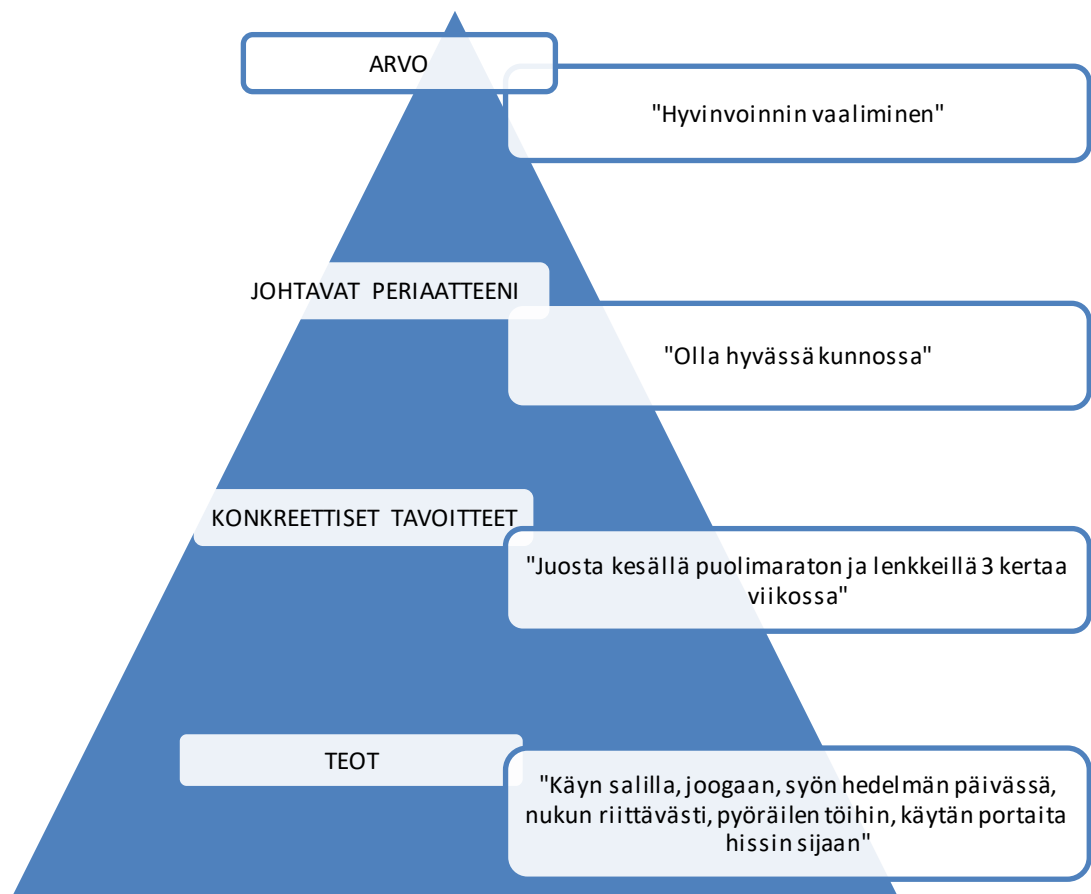 ARVO
"Hyvinvoinnin vaaliminen"
JOHTAVAT PERIAATTEENI
"Olla hyvässä kunnossa"
KONKREETTISET TAVOITTEET
"Juosta kesällä puolimaraton ja lenkkeillä 3 kertaa
viikossa"
TEOT
"Käyn salilla, joogaan, syön hedelmän päivässä,
nukun riittävästi, pyöräilen töihin, käytän portaita
hissin sijaan"